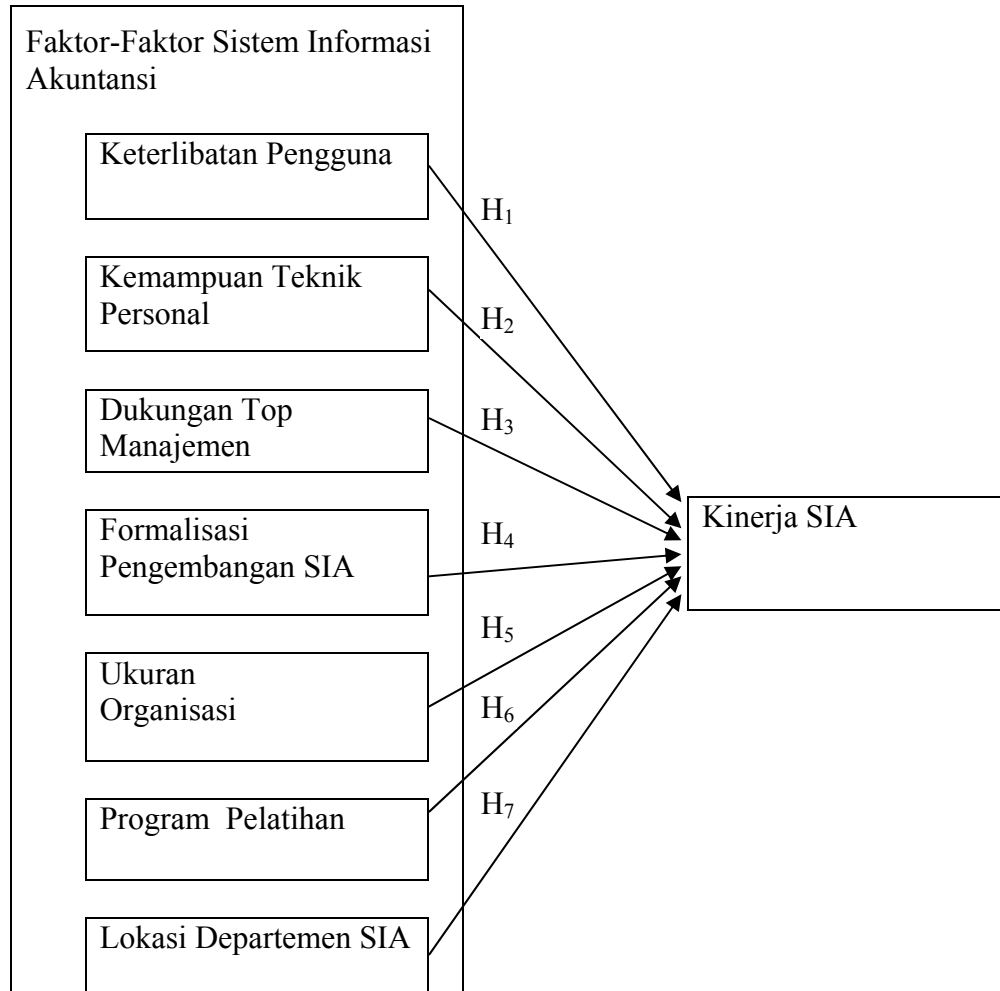 Faktor-Faktor Sistem Informasi
Akuntansi
Keterlibatan Pengguna
H₁
Kemampuan Teknik
Personal
H₂
Dukungan Top
Manajemen
H₃
Formalisasi
Pengembangan SIA
H₄
Kinerja SIA
Ukuran
Organisasi
H₅
H₆
Program Pelatihan
H₇
Lokasi Departemen SIA